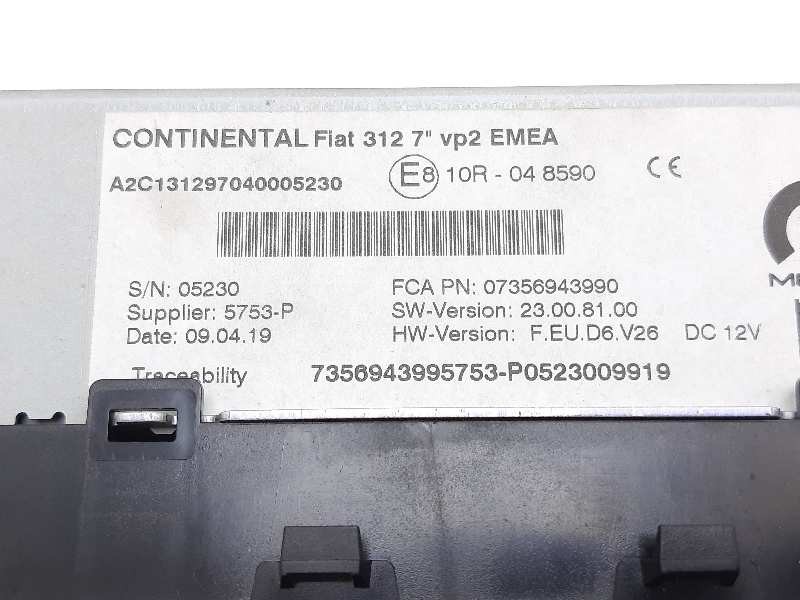 CONTINENTAL Fiat 312 7" vp2 EMEA
A2C131297040005230 E8 10R - 04 8590 CE
S/N: 05230 FCA PN: 07356943990
Supplier: 5753-P SW-Version: 23.00.81.00
Date: 09.04.19 HW-Version: F.EU.D6.V26 DC 12V
Traceability 7356943995753-P0523009919